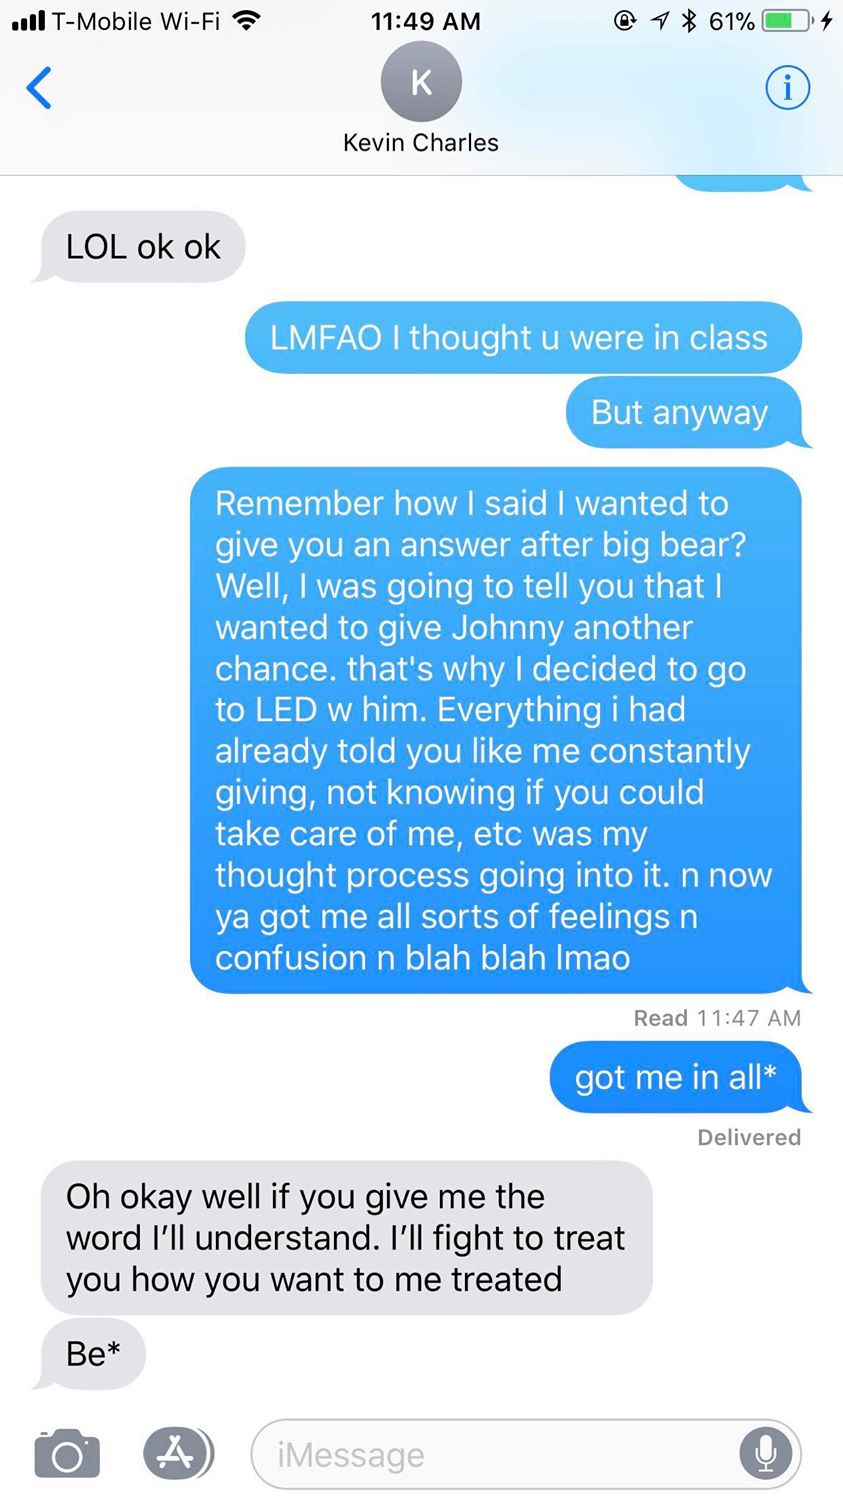 T-Mobile Wi-Fi 11:49 AM 61%
K
i
Kevin Charles
LOL ok ok
LMFAO I thought u were in class
But anyway
Remember how I said I wanted to
give you an answer after big bear?
Well, I was going to tell you that I
wanted to give Johnny another
chance. that's why I decided to go
to LED w him. Everything i had
already told you like me constantly
giving, not knowing if you could
take care of me, etc was my
thought process going into it. n now
ya got me all sorts of feelings n
confusion n blah blah lmao
Read 11:47 AM
got me in all*
Delivered
Oh okay well if you give me the
word I’ll understand. I’ll fight to treat
you how you want to me treated
Be*
iMessage